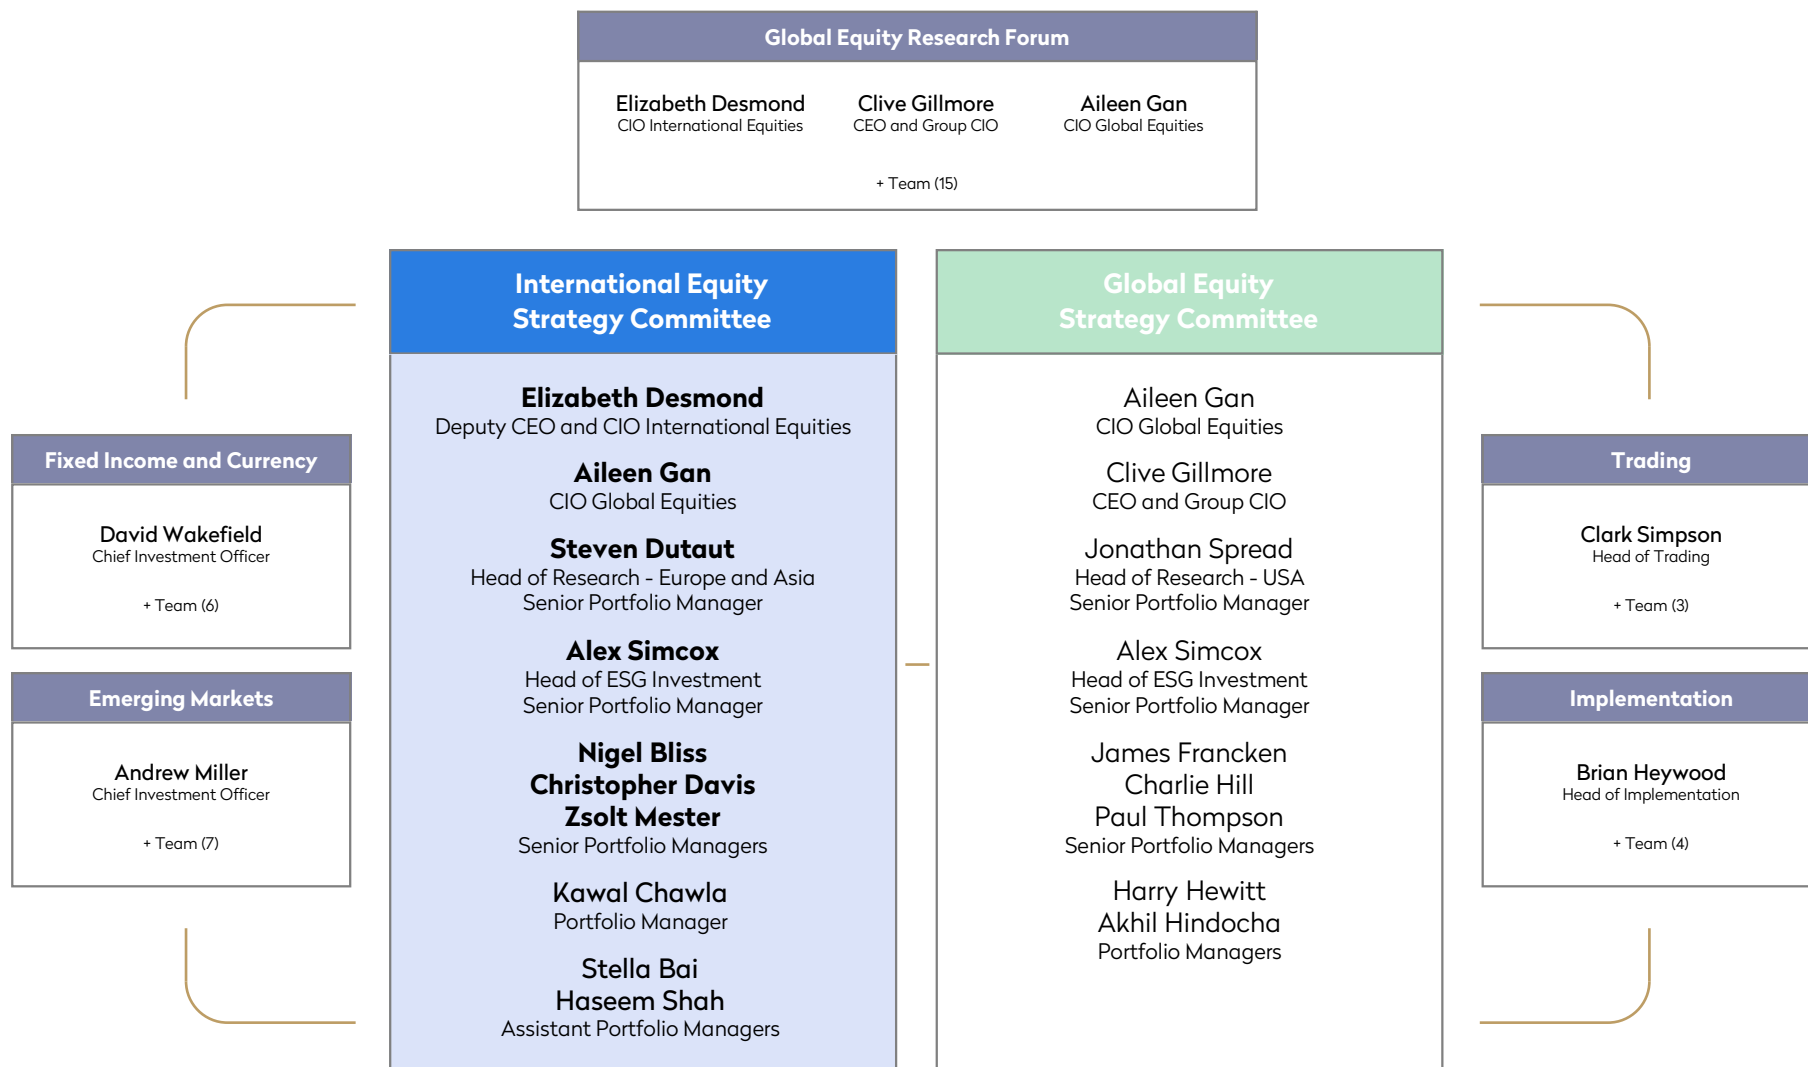 Global Equity Research Forum
Elizabeth Desmond
CIO International Equities
Clive Gillmore
CEO and Group CIO
Aileen Gan
CIO Global Equities
+ Team (15)
Fixed Income and Currency
David Wakefield
Chief Investment Officer
+ Team (6)
Emerging Markets
Andrew Miller
Chief Investment Officer
+ Team (7)
International Equity
Strategy Committee
Elizabeth Desmond
Deputy CEO and CIO International Equities
Aileen Gan
CIO Global Equities
Steven Dutaut
Head of Research - Europe and Asia
Senior Portfolio Manager
Alex Simcox
Head of ESG Investment
Senior Portfolio Manager
Nigel Bliss
Christopher Davis
Zsolt Mester
Senior Portfolio Managers
Kawal Chawla
Portfolio Manager
Stella Bai
Haseem Shah
Assistant Portfolio Managers
Global Equity
Strategy Committee
Aileen Gan
CIO Global Equities
Clive Gillmore
CEO and Group CIO
Jonathan Spread
Head of Research - USA
Senior Portfolio Manager
Alex Simcox
Head of ESG Investment
Senior Portfolio Manager
James Francken
Charlie Hill
Paul Thompson
Senior Portfolio Managers
Harry Hewitt
Akhil Hindocha
Portfolio Managers
Trading
Clark Simpson
Head of Trading
+ Team (3)
Implementation
Brian Heywood
Head of Implementation
+ Team (4)